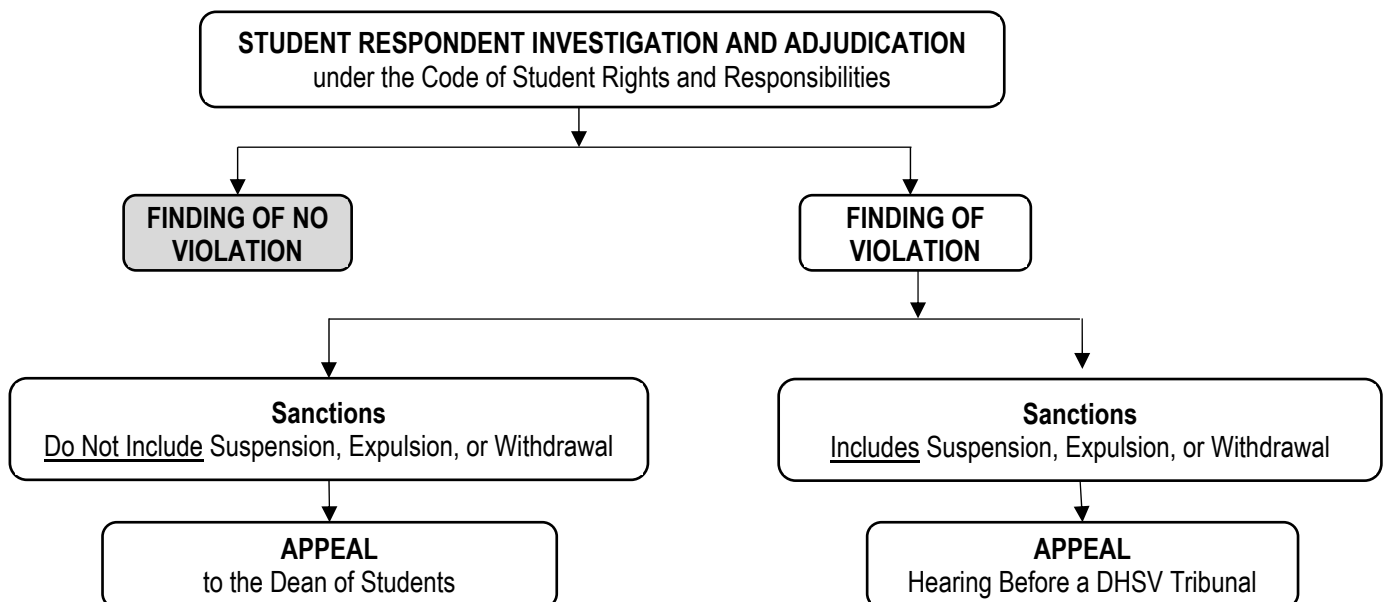 STUDENT RESPONDENT INVESTIGATION AND ADJUDICATION
under the Code of Student Rights and Responsibilities
FINDING OF NO
VIOLATION
FINDING OF
VIOLATION
Sanctions
Do Not Include Suspension, Expulsion, or Withdrawal
Sanctions
Includes Suspension, Expulsion, or Withdrawal
APPEAL
to the Dean of Students
APPEAL
Hearing Before a DHSV Tribunal